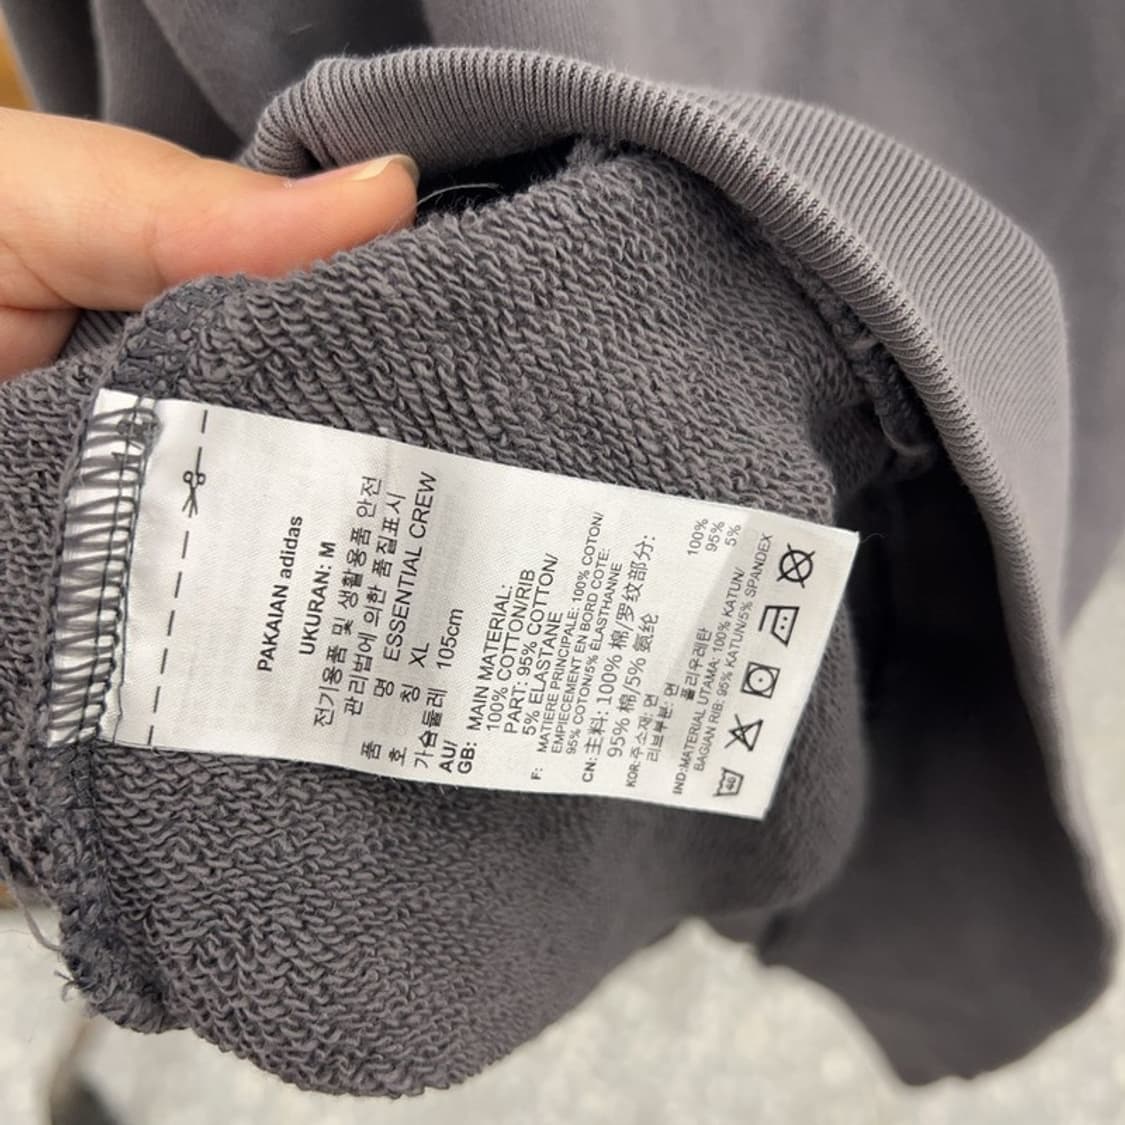 PAKAIAN adidas
UKURAN: M
전기용품 및 생활용품 안전
관리법에 의한 품질표시
품 명 ESSENTIAL CREW
호 칭 XL
가슴둘레 105cm
AU/
GB: MAIN MATERIAL:
100% COTTON/RIB
PART: 95% COTTON/
5% ELASTANE
F: MATIERE PRINCIPALE: 100% COTON/
EMPIECEMENT EN BORD COTE:
95% COTON/5% ÉLASTHANNE
CN:主料: 100% 棉/罗纹部分:
95% 棉/5% 氨纶
KOR:주소재: 면 100%
리브부분: 면 95%
폴리우레탄 5%
IND:MATERIAL UTAMA: 100% KATUN/
BAGIAN RIB: 95% KATUN/5% SPANDEX
40